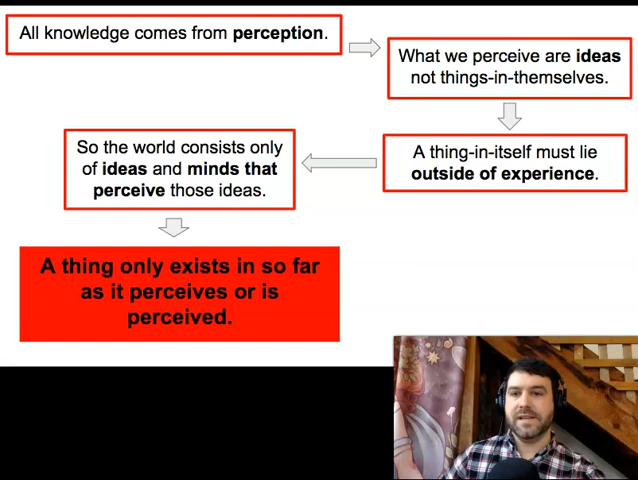 All knowledge comes from perception.
What we perceive are ideas
not things-in-themselves.
A thing-in-itself must lie
outside of experience.
So the world consists only
of ideas and minds that
perceive those ideas.
A thing only exists in so far
as it perceives or is
perceived.